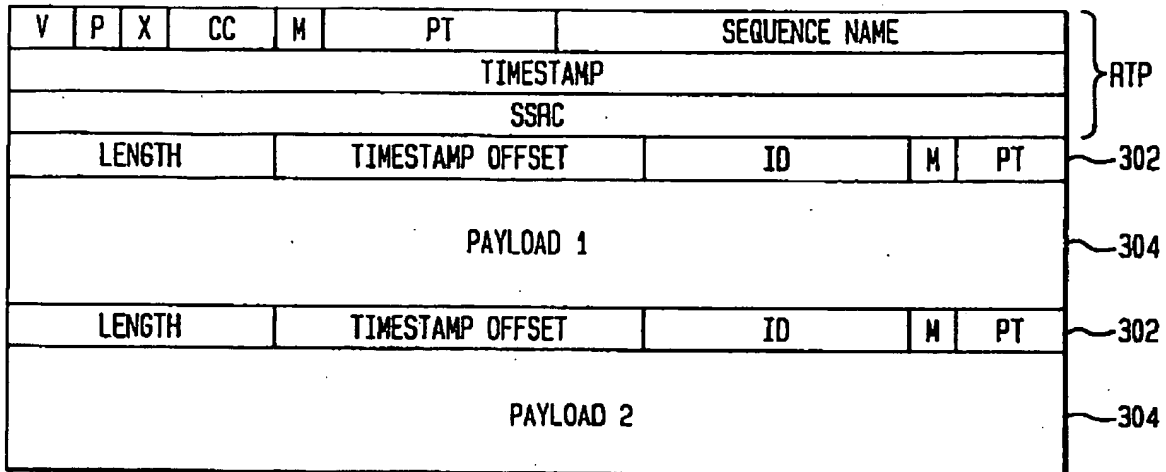 V P X CC M PT SEQUENCE NAME
TIMESTAMP
SSRC
RTP
LENGTH TIMESTAMP OFFSET ID M PT 302
PAYLOAD 1 304
LENGTH TIMESTAMP OFFSET ID M PT 302
PAYLOAD 2 304